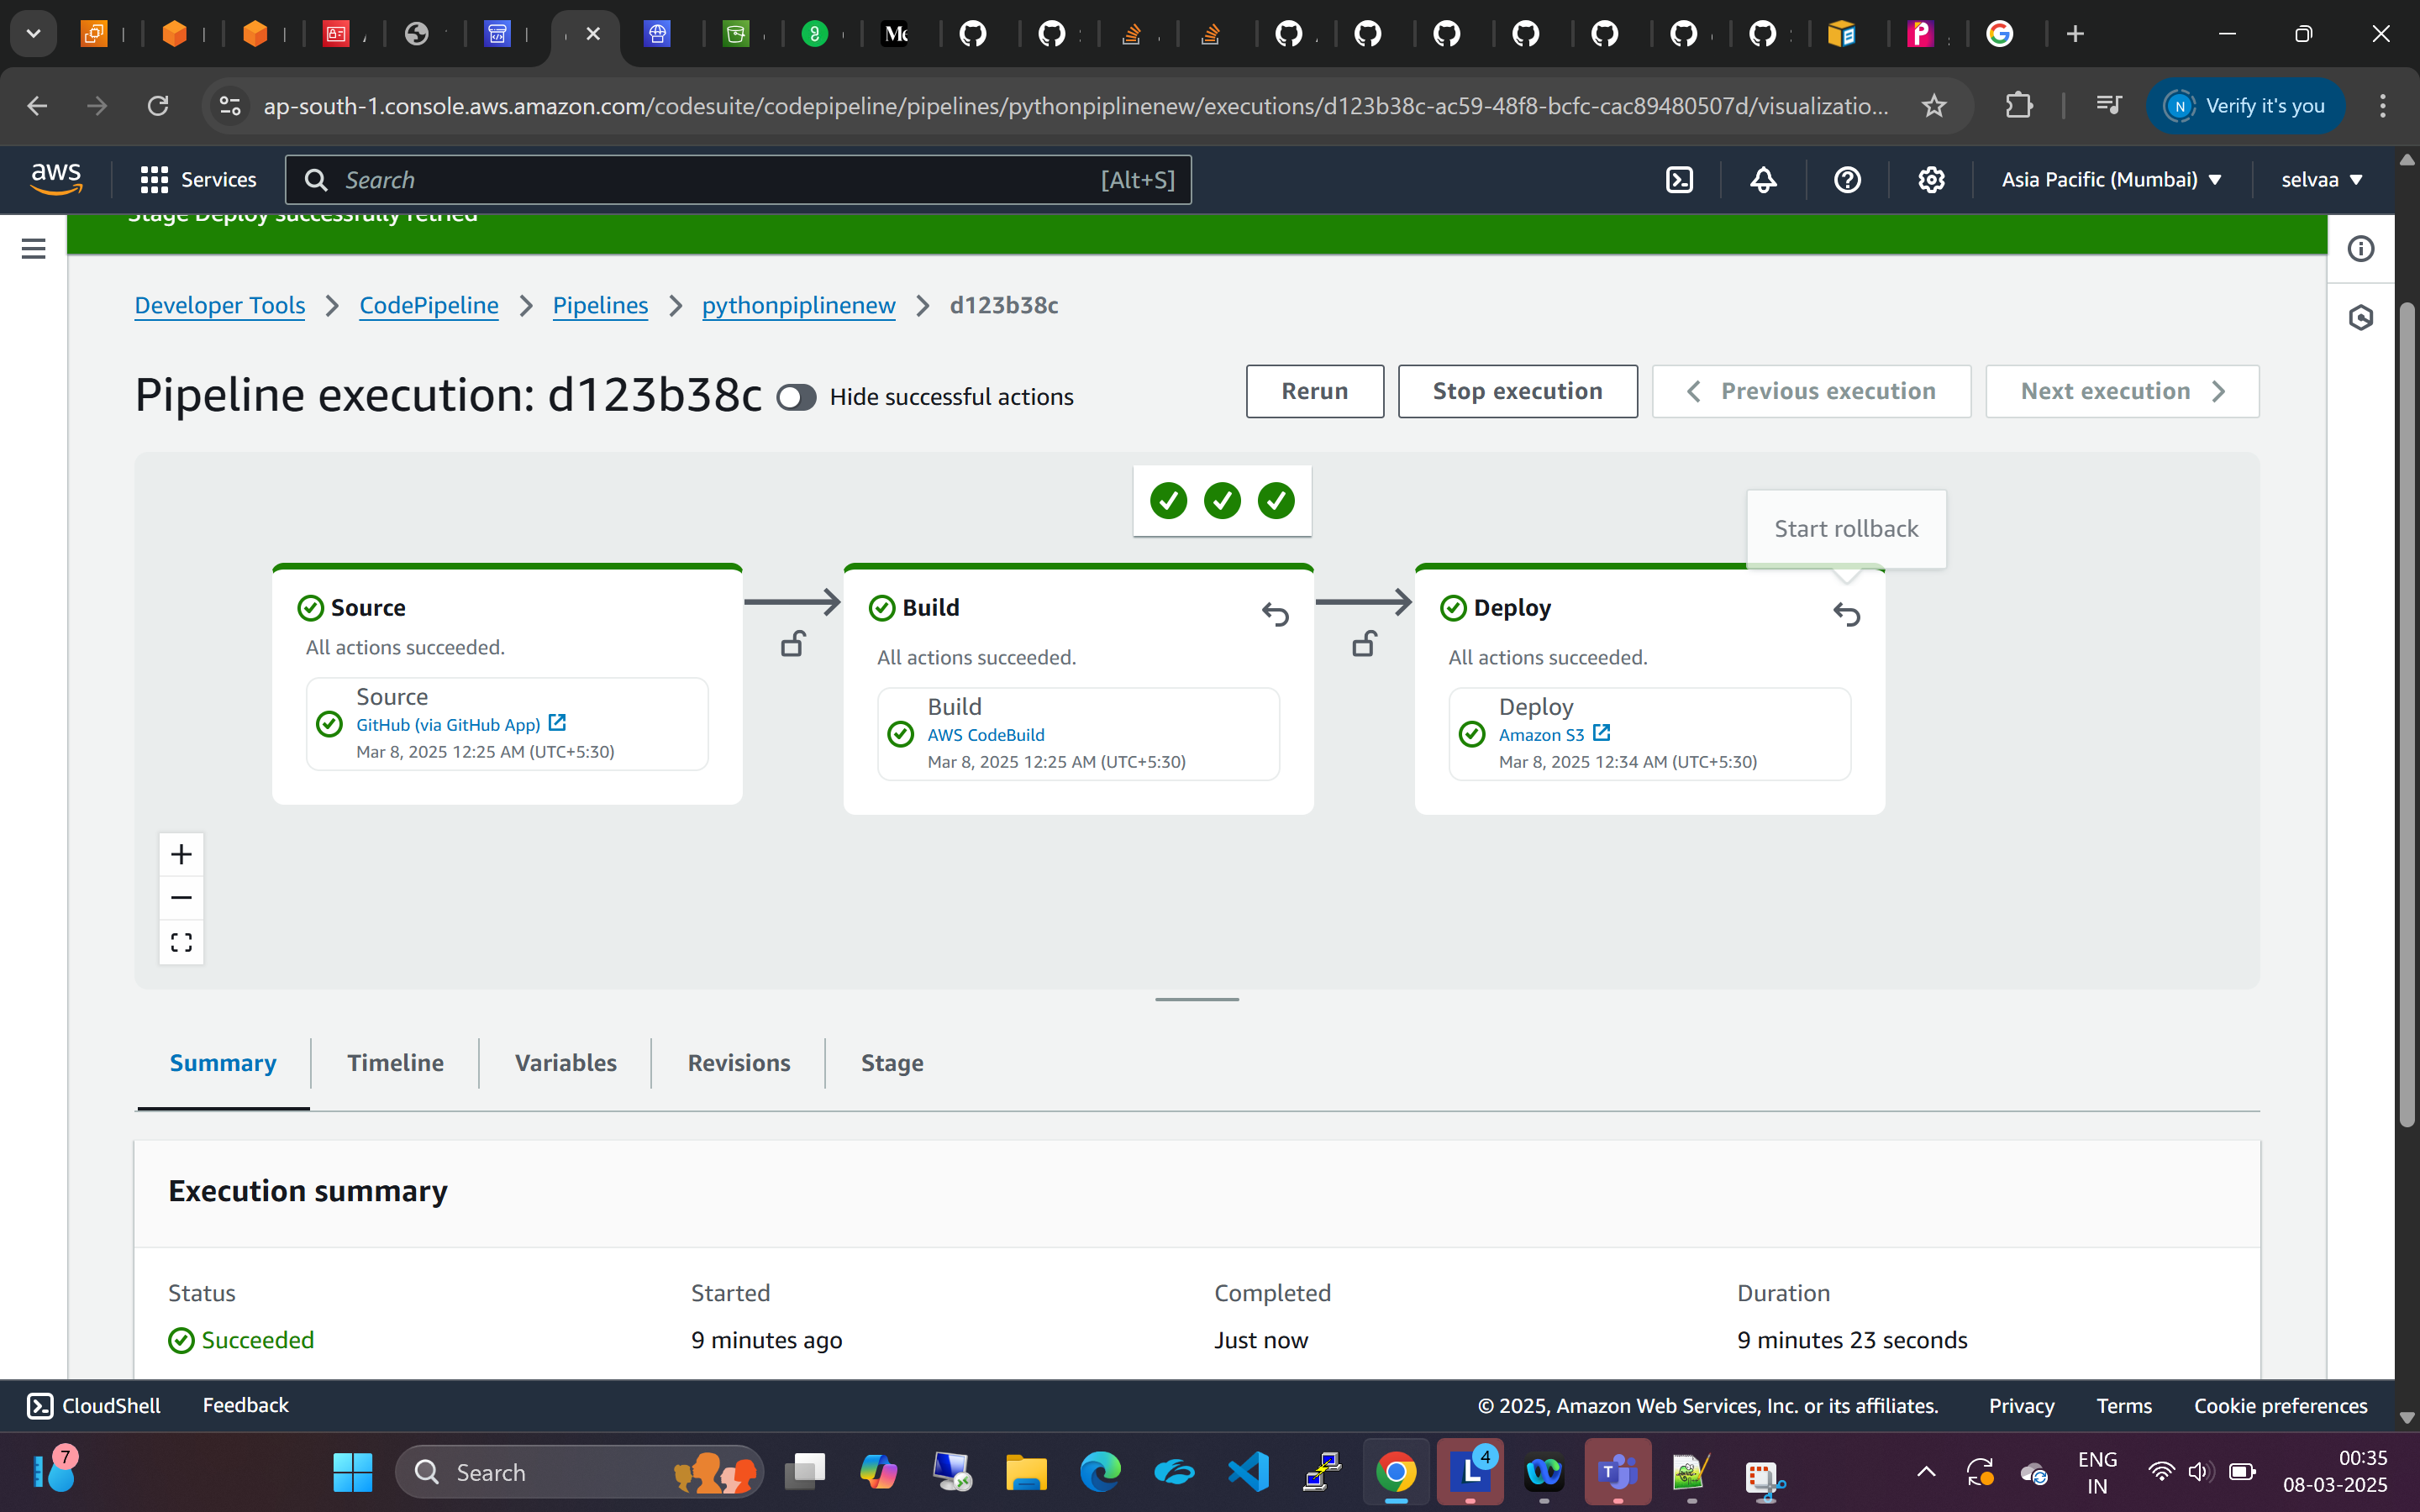 Me
ap-south-1.console.aws.amazon.com/codesuite/codepipeline/pipelines/pythonpiplinenew/executions/d123b38c-ac59-48f8-bcfc-cac89480507d/visualizatio...
N Verify it's you
aws
Services
Search [Alt+S]
Asia Pacific (Mumbai)
selvaa
Stage Deploy successfully retried
Developer Tools
CodePipeline
Pipelines
pythonpiplinenew
d123b38c
Pipeline execution: d123b38c
Hide successful actions
Rerun
Stop execution
Previous execution
Next execution
Start rollback
Source
All actions succeeded.
Source
GitHub (via GitHub App)
Mar 8, 2025 12:25 AM (UTC+5:30)
Build
All actions succeeded.
Build
AWS CodeBuild
Mar 8, 2025 12:25 AM (UTC+5:30)
Deploy
All actions succeeded.
Deploy
Amazon S3
Mar 8, 2025 12:34 AM (UTC+5:30)
Summary
Timeline
Variables
Revisions
Stage
Execution summary
Status
Started
Completed
Duration
Succeeded
9 minutes ago
Just now
9 minutes 23 seconds
CloudShell
Feedback
© 2025, Amazon Web Services, Inc. or its affiliates.
Privacy
Terms
Cookie preferences
7
Search
L 4
T
ENG
IN
00:35
08-03-2025